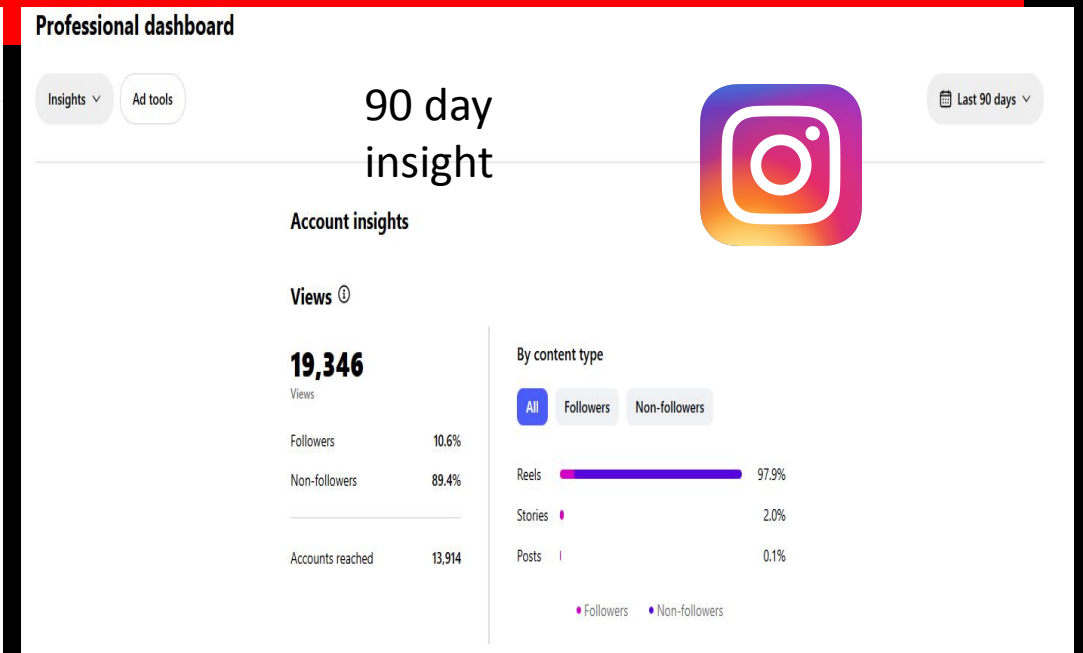 Professional dashboard
Insights
Ad tools
90 day
insight
Last 90 days
Account insights
Views
19,346
Views
Followers 10.6%
Non-followers 89.4%
Accounts reached 13,914
By content type
All Followers Non-followers
Reels 97.9%
Stories 2.0%
Posts 0.1%
Followers Non-followers